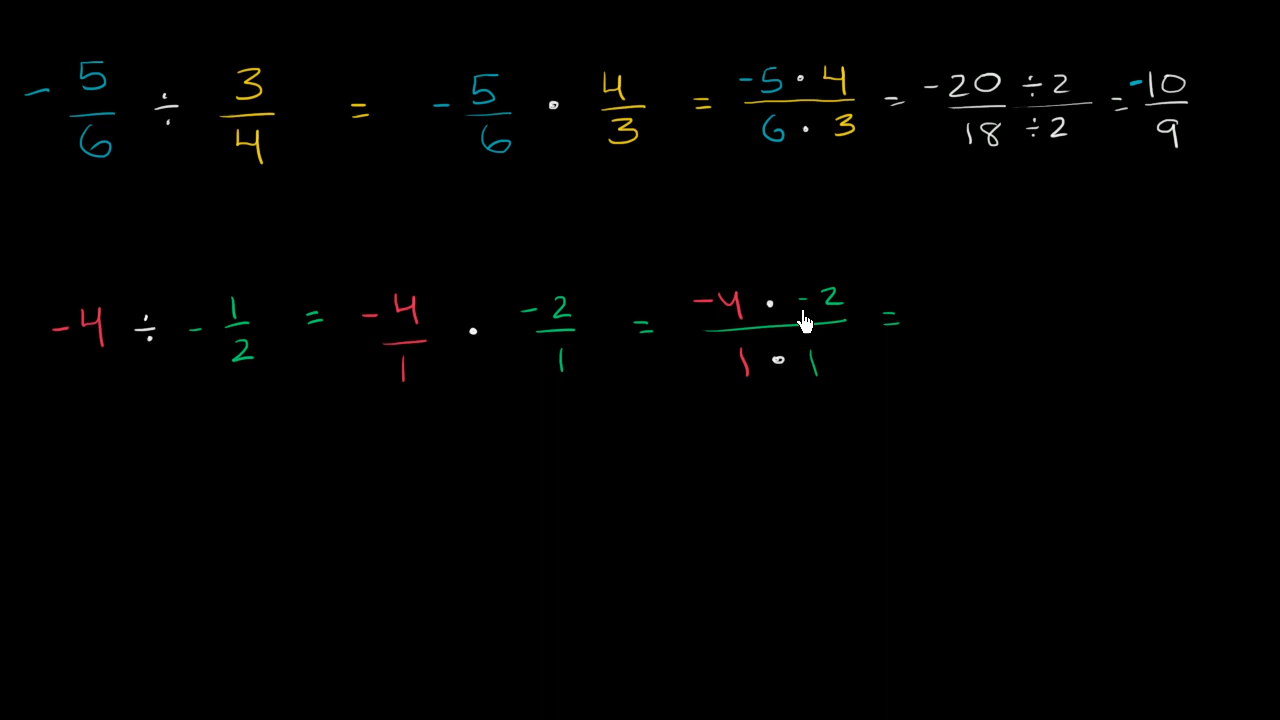 -5/6 ÷ 3/4 = -5/6 · 4/3 = -5·4/6·3 = -20÷2/18÷2 = -10/9
-4 ÷ -1/2 = -4/1 · -2/1 = -4·-2/1·1 =